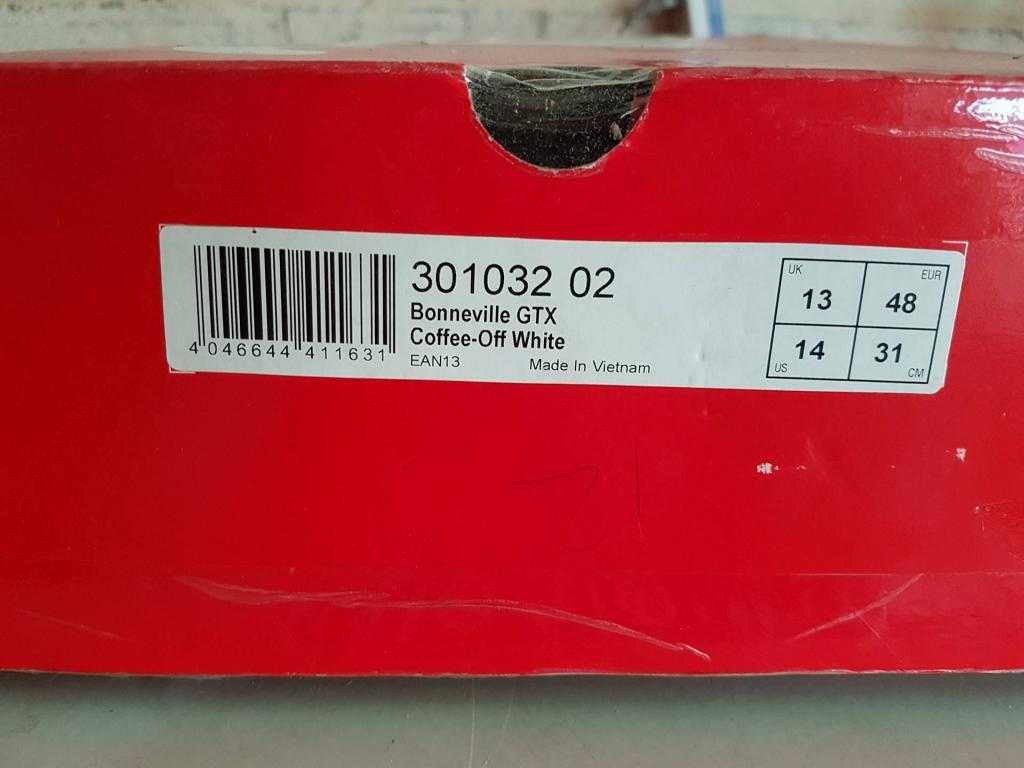 301032 02
Bonneville GTX
Coffee-Off White
EAN13 Made In Vietnam
4 046644 411631
UK 13 48 EUR
US 14 31 CM